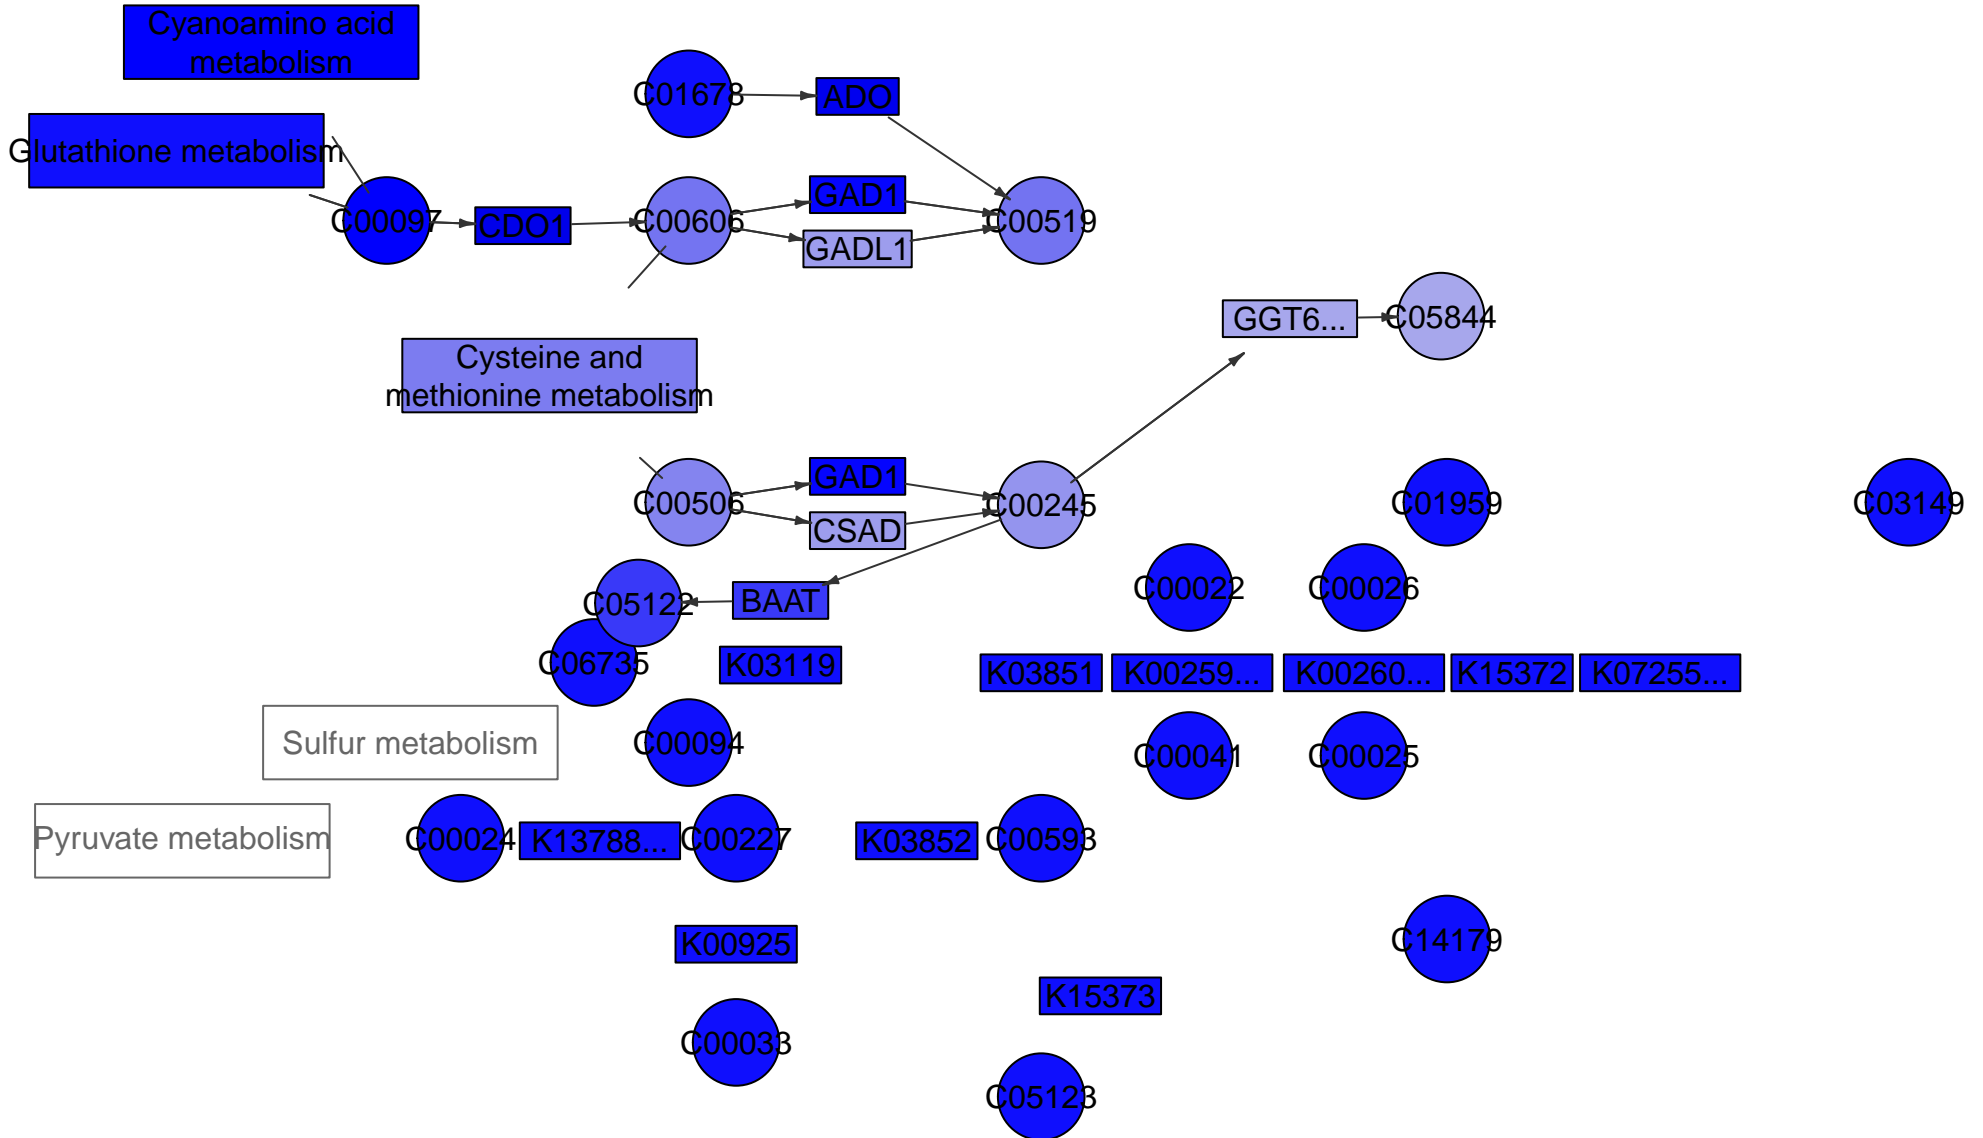 Cyanoamino acid
metabolism
C01678
ADO
Glutathione metabolism
C00097
CDO1
C00606
GAD1
GADL1
C00519
GGT6...
C05844
Cysteine and
methionine metabolism
C00506
GAD1
CSAD
C00245
C01959
C03149
C05122
BAAT
C00022
C00026
C06735
K03119
K03851
K00259...
K00260...
K15372
K07255...
Sulfur metabolism
C00094
C00041
C00025
Pyruvate metabolism
C00024
K13788...
C00227
K03852
C00593
K00925
C14179
K15373
C00033
C05123